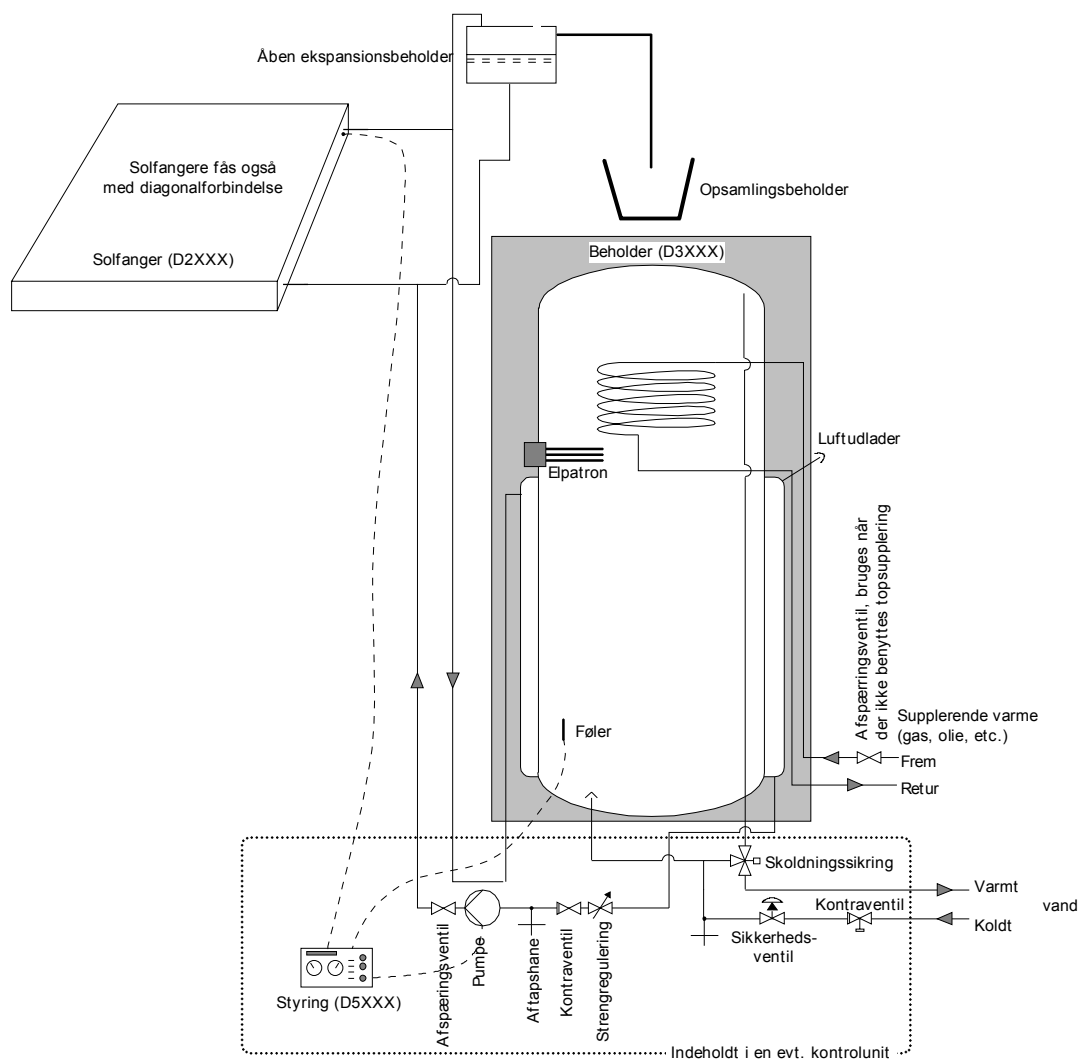 Åben ekspansionsbeholder
Solfangere fås også
med diagonalforbindelse
Opsamlingsbeholder
Solfanger (D2XXX)
Beholder (D3XXX)
Luftudlader
Elpatron
Afspærringsventil, bruges når
der ikke benyttes topsupplering
Føler
Supplerende varme
(gas, olie, etc.)
Frem
Retur
Skoldningssikring
Varmt
vand
Kontraventil
Koldt
Sikkerheds-
ventil
Styring (D5XXX)
Afspæringsventil
Pumpe
Aftapshane
Kontraventil
Strengregulering
Indeholdt i en evt. kontrolunit